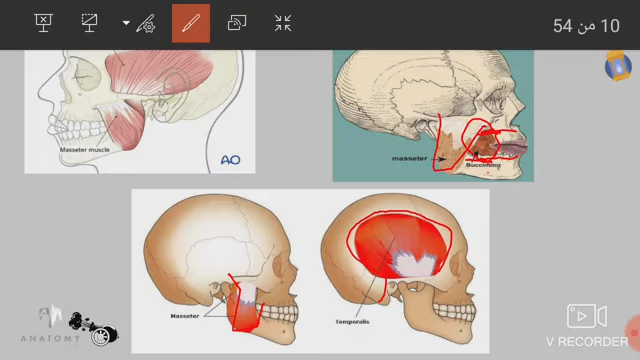 10 من 54
Masseter muscle
AO
masseter
Buccinator
Masseter
Temporalis
ANATOMY
V RECORDER